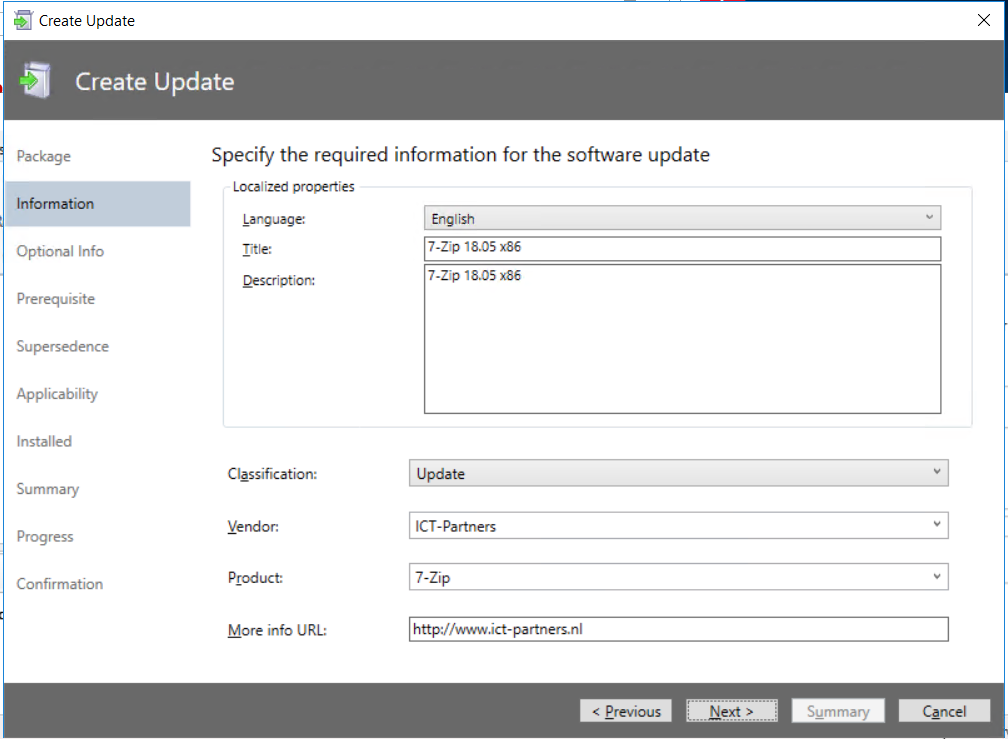 Create Update
Create Update
Package
Information
Optional Info
Prerequisite
Supersedence
Applicability
Installed
Summary
Progress
Confirmation
Specify the required information for the software update
Localized properties
Language: English
Title: 7-Zip 18.05 x86
Description: 7-Zip 18.05 x86
Classification: Update
Vendor: ICT-Partners
Product: 7-Zip
More info URL: http://www.ict-partners.nl
< Previous Next > Summary Cancel